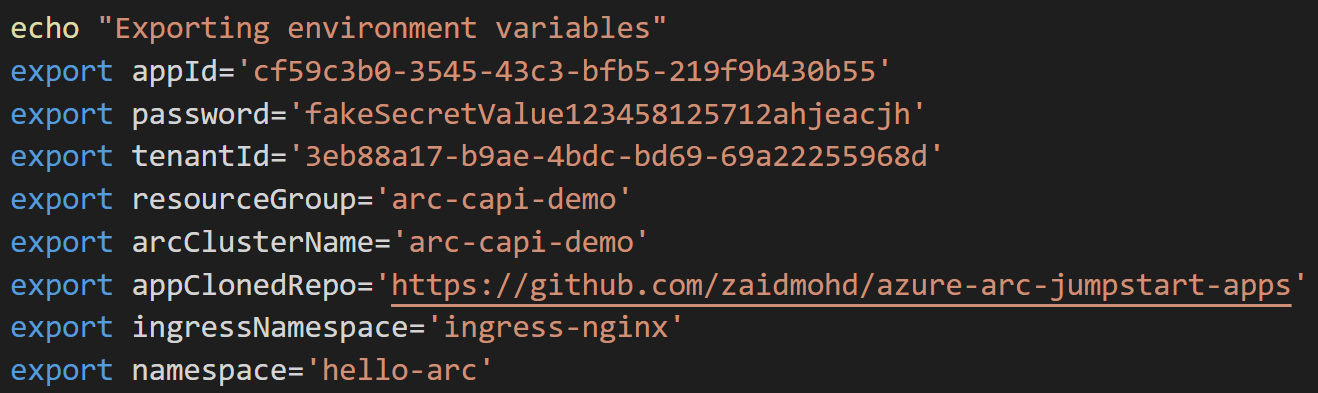 echo "Exporting environment variables"
export appId='cf59c3b0-3545-43c3-bfb5-219f9b430b55'
export password='fakeSecretValue123458125712ahjeacjh'
export tenantId='3eb88a17-b9ae-4bdc-bd69-69a22255968d'
export resourceGroup='arc-capi-demo'
export arcClusterName='arc-capi-demo'
export appClonedRepo='https://github.com/zaidmohd/azure-arc-jumpstart-apps'
export ingressNamespace='ingress-nginx'
export namespace='hello-arc'